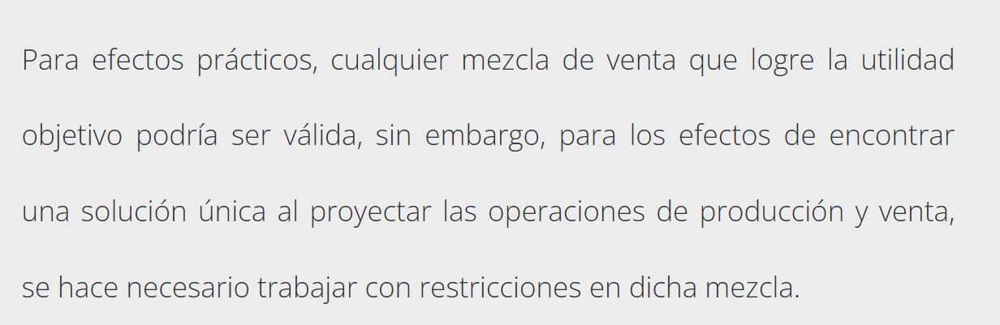 Para efectos prácticos, cualquier mezcla de venta que logre la utilidad
objetivo podría ser válida, sin embargo, para los efectos de encontrar
una solución única al proyectar las operaciones de producción y venta,
se hace necesario trabajar con restricciones en dicha mezcla.